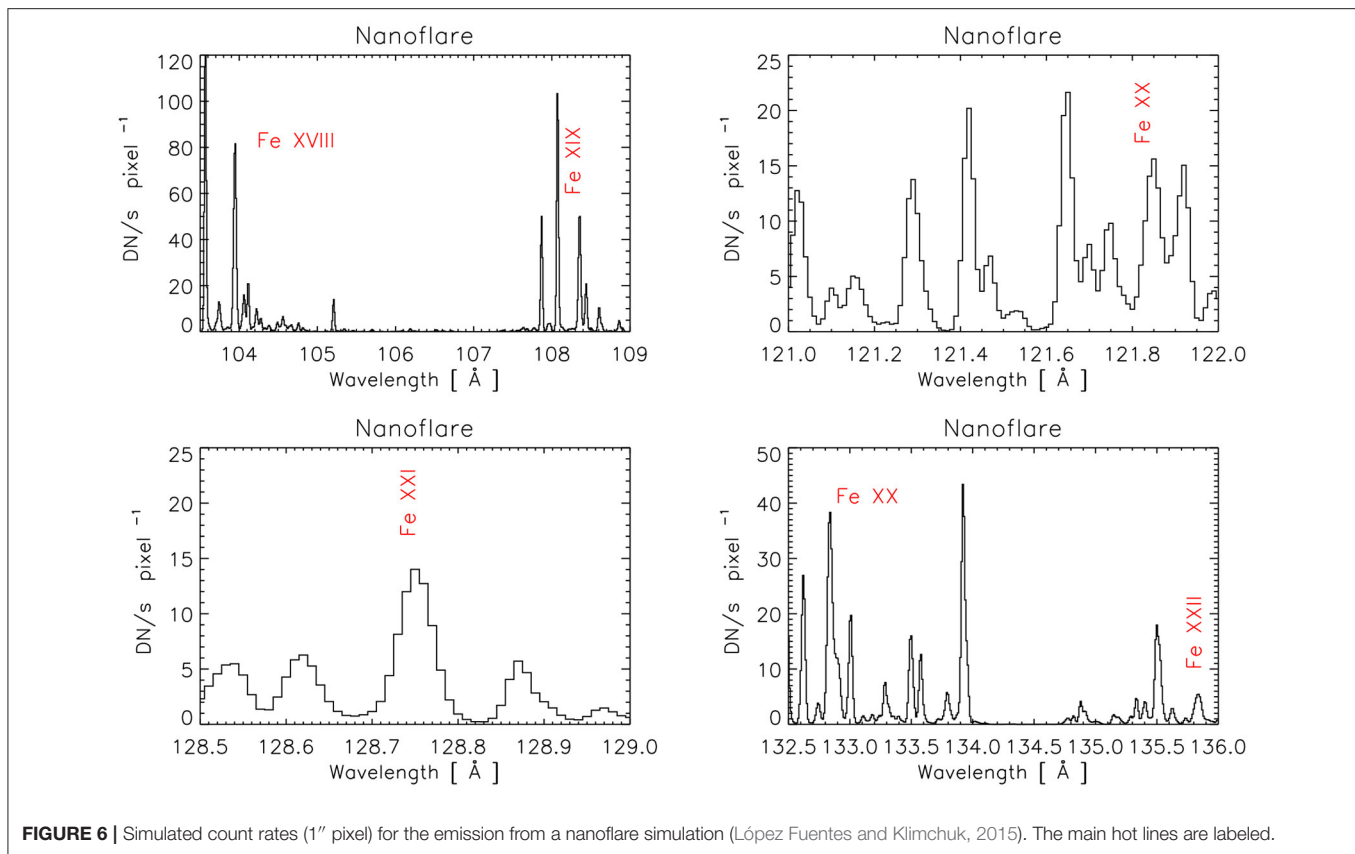 Nanoflare
120
100
80
60
40
20
0
DN/s pixel -1
Fe XVIII
Fe XIX
104 105 106 107 108 109
Wavelength [ Å ]
Nanoflare
25
20
15
10
5
0
DN/s pixel -1
Fe XX
121.0 121.2 121.4 121.6 121.8 122.0
Wavelength [ Å ]
Nanoflare
25
20
15
10
5
0
DN/s pixel -1
Fe XXI
128.5 128.6 128.7 128.8 128.9 129.0
Wavelength [ Å ]
Nanoflare
50
40
30
20
10
0
DN/s pixel -1
Fe XX
Fe XXII
132.5 133.0 133.5 134.0 134.5 135.0 135.5 136.0
Wavelength [ Å ]
FIGURE 6 | Simulated count rates (1″ pixel) for the emission from a nanoflare simulation (López Fuentes and Klimchuk, 2015). The main hot lines are labeled.